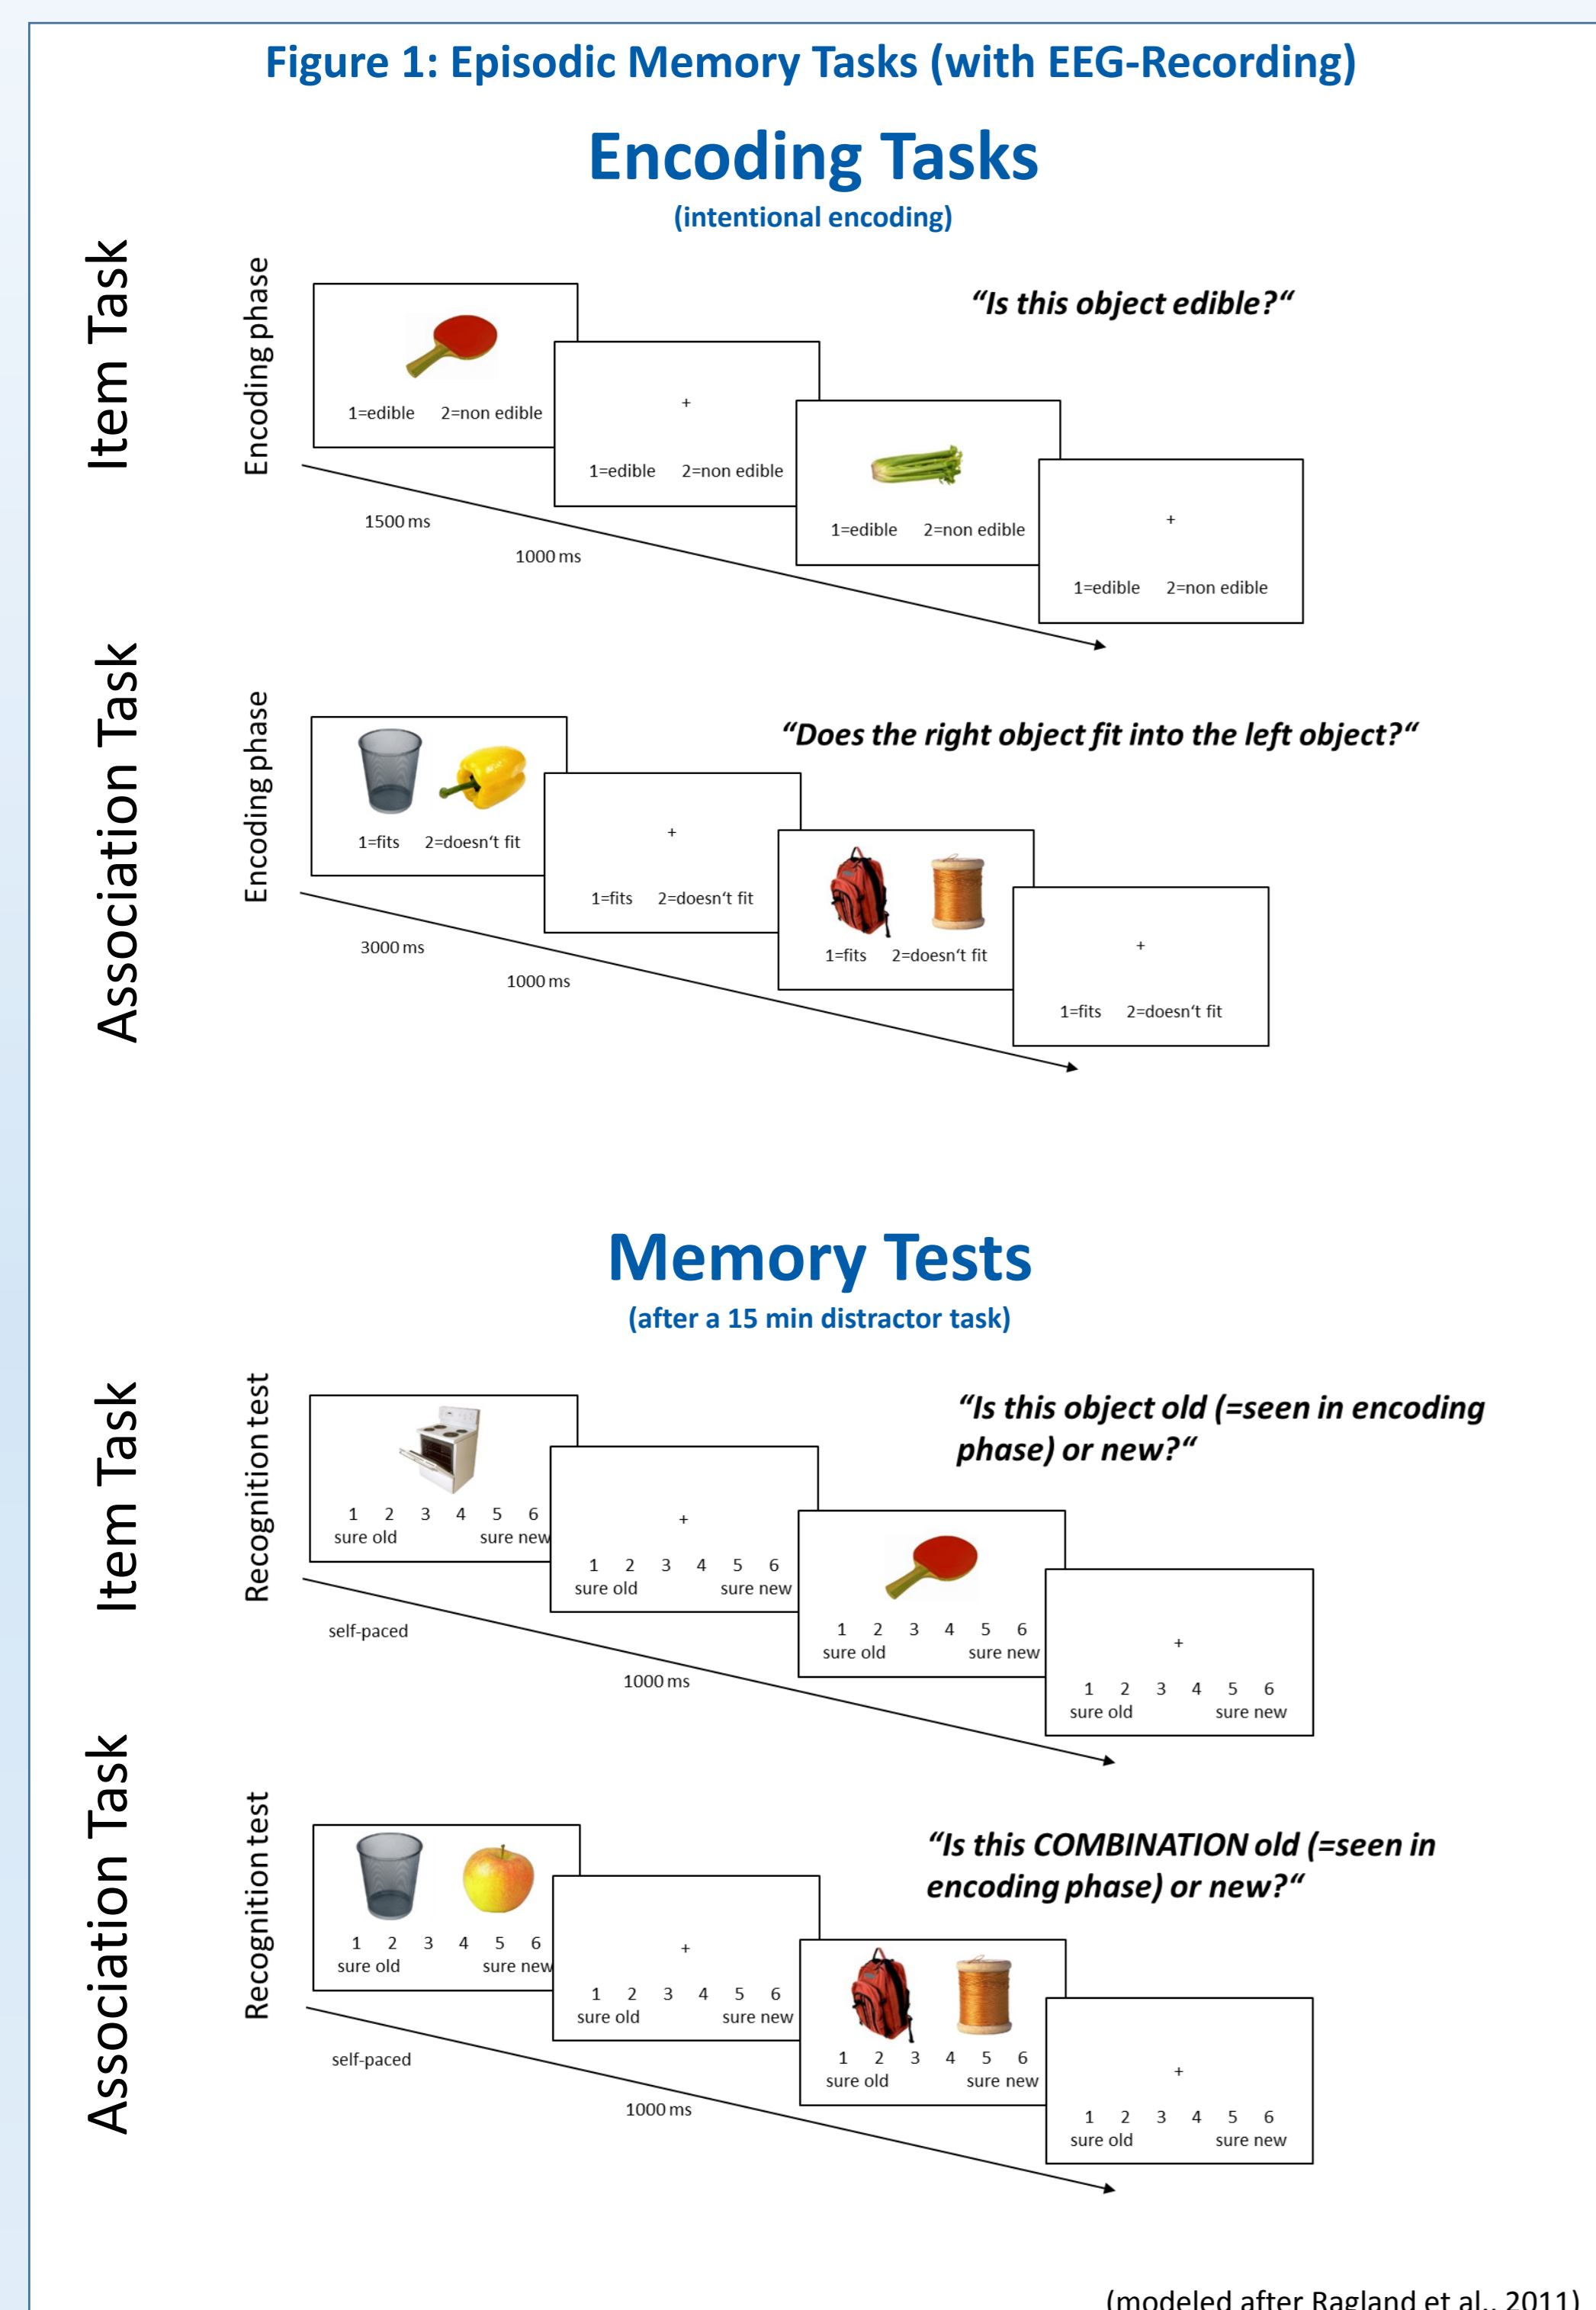 Figure 1: Episodic Memory Tasks (with EEG-Recording)
Encoding Tasks
(intentional encoding)
Item Task
Encoding phase
“Is this object edible?“
1=edible 2=non edible
1=edible 2=non edible
1=edible 2=non edible
1=edible 2=non edible
+
+
1500 ms
1000 ms
Association Task
Encoding phase
“Does the right object fit into the left object?“
1=fits 2=doesn‘t fit
+
1=fits 2=doesn‘t fit
1=fits 2=doesn‘t fit
+
1=fits 2=doesn‘t fit
3000 ms
1000 ms
Memory Tests
(after a 15 min distractor task)
Item Task
Recognition test
“Is this object old (=seen in encoding
phase) or new?“
1 2 3 4 5 6
sure old sure new
+
1 2 3 4 5 6
sure old sure new
1 2 3 4 5 6
sure old sure new
+
1 2 3 4 5 6
sure old sure new
self-paced
1000 ms
Association Task
Recognition test
“Is this COMBINATION old (=seen in
encoding phase) or new?“
1 2 3 4 5 6
sure old sure new
+
1 2 3 4 5 6
sure old sure new
1 2 3 4 5 6
sure old sure new
+
1 2 3 4 5 6
sure old sure new
self-paced
1000 ms
(modeled after Ragland et al., 2011)